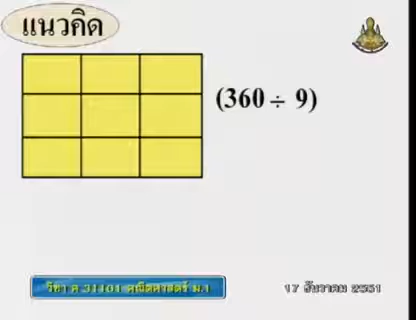 แนวคิด
(360 ÷ 9)
วิชา ค 31101 คณิตศาสตร์ ม.1
17 ธันวาคม 2551